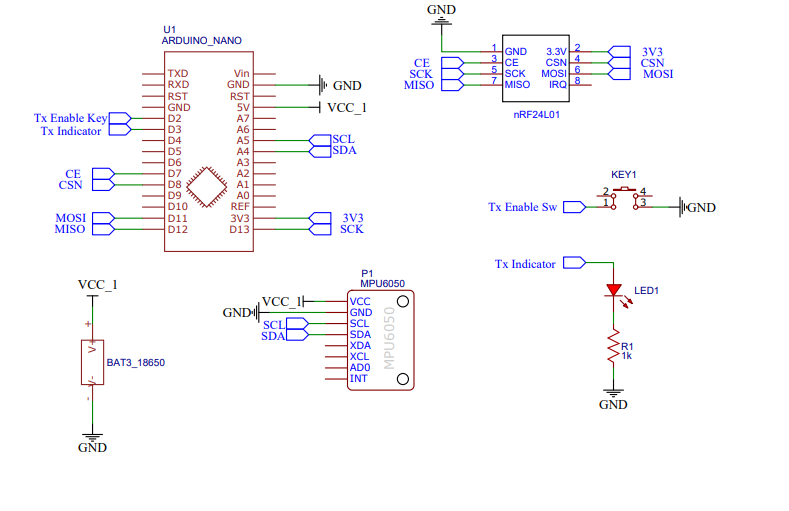 U1
ARDUINO_NANO
TXD
RXD
RST
GND
D2
D3
D4
D5
D6
D7
D8
D9
D10
D11
D12
Vin
GND
RST
5V
A7
A6
A5
A4
A3
A2
A1
A0
REF
3V3
D13
Tx Enable Key
Tx Indicator
CE
CSN
MOSI
MISO
GND
VCC_1
SCL
SDA
3V3
SCK
GND
CE
SCK
MISO
1
3
5
7
GND
CE
SCK
MISO
3.3V
CSN
MOSI
IRQ
2
4
6
8
3V3
CSN
MOSI
nRF24L01
KEY1
Tx Enable Sw
2
1
4
3
GND
Tx Indicator
LED1
R1
1k
GND
VCC_1
+
V+
V-
-
BAT3_18650
GND
P1
MPU6050
VCC_1
GND
SCL
SDA
VCC
GND
SCL
SDA
XDA
XCL
AD0
INT
MPU6050